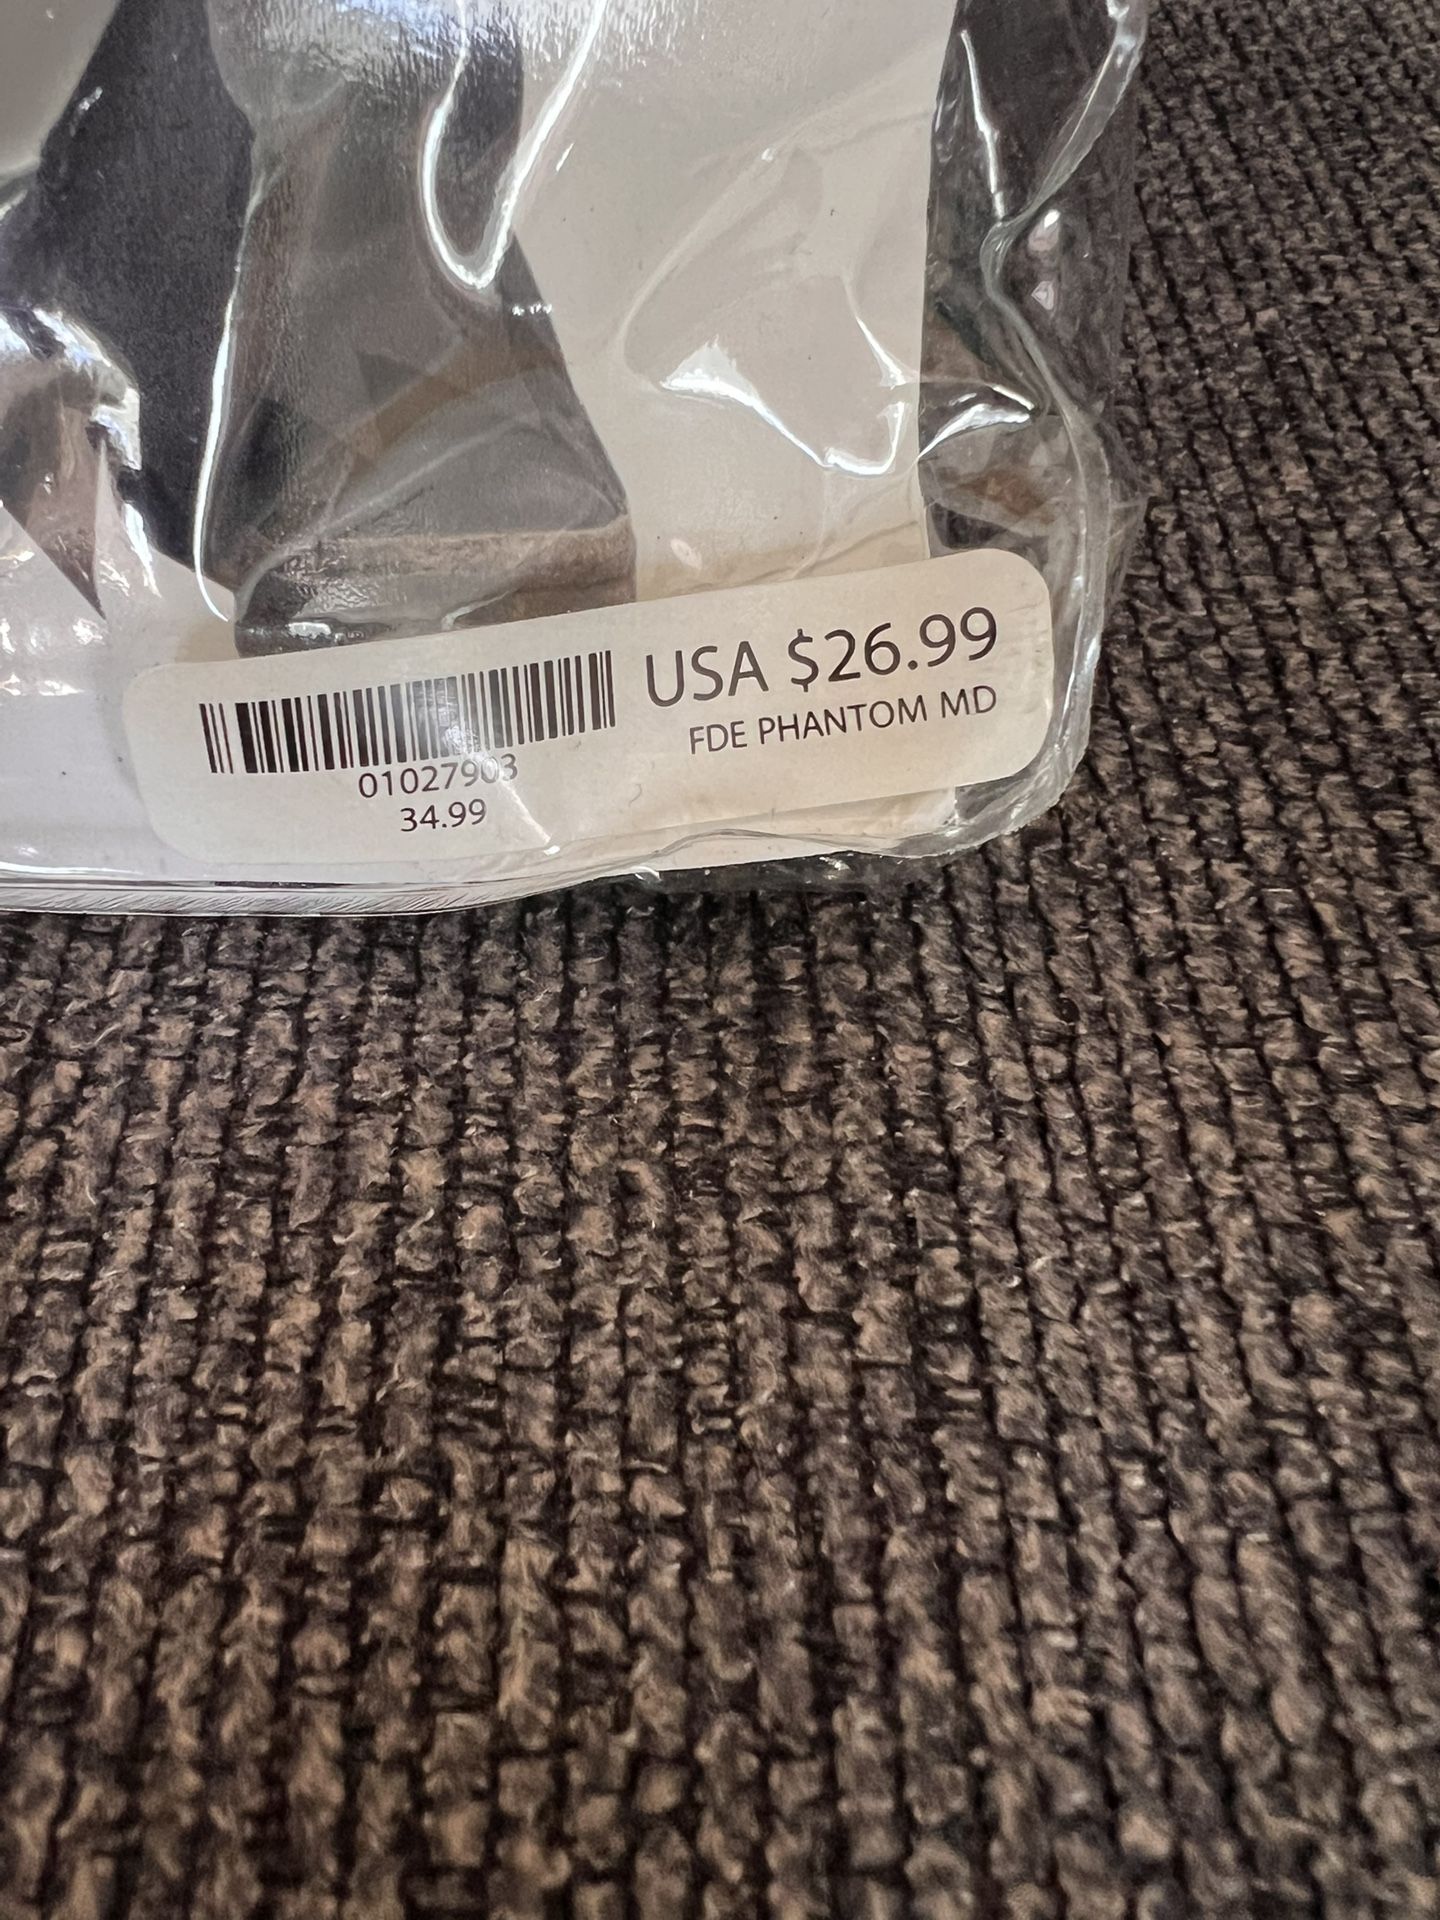 USA $26.99
FDE PHANTOM MD
01027903
34.99